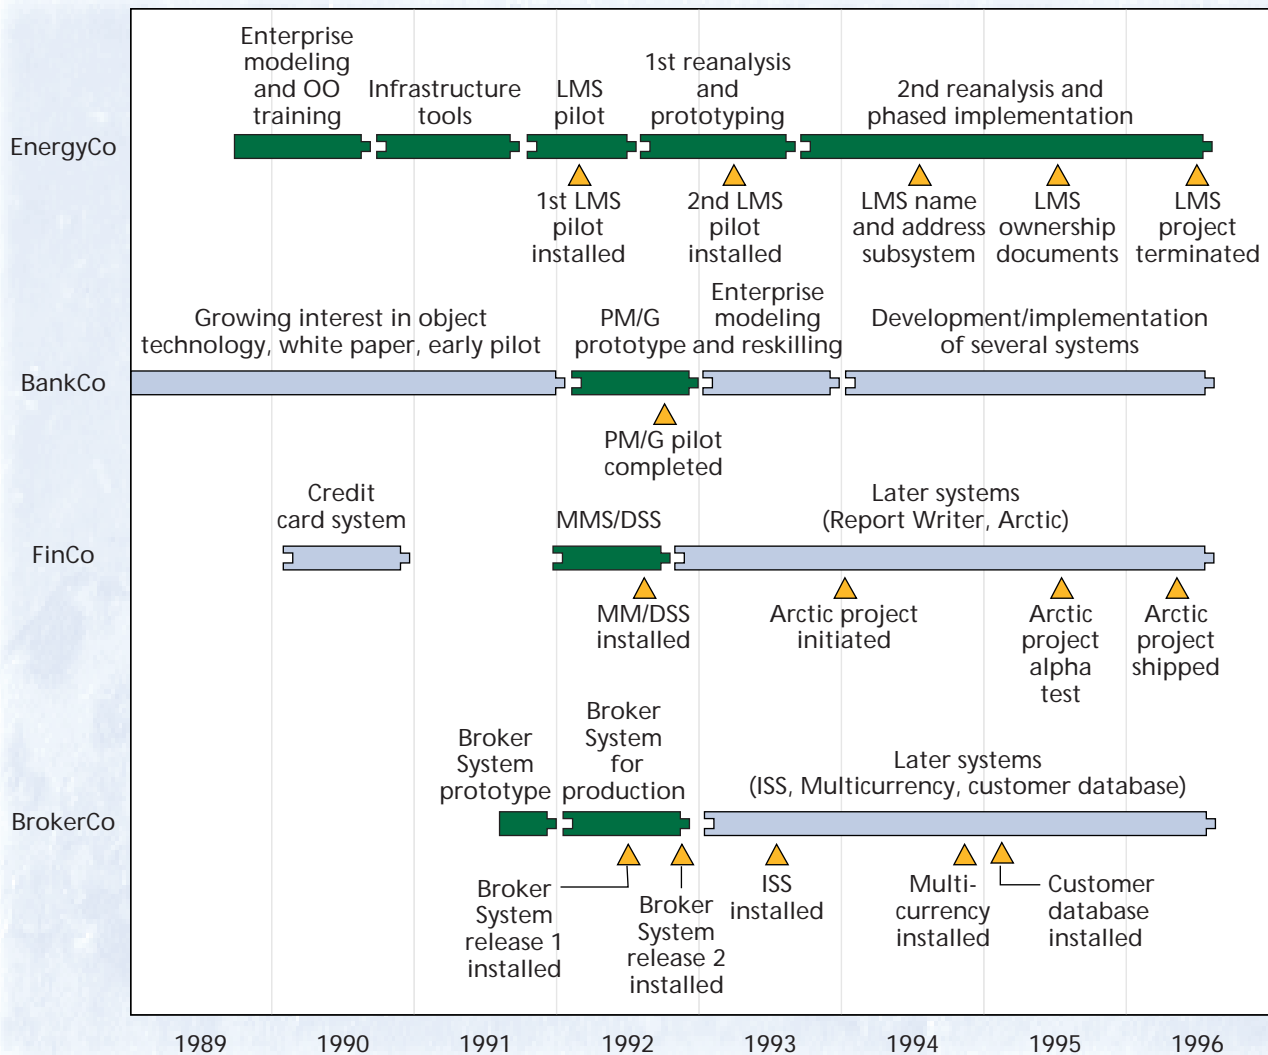 Enterprise
modeling
and OO
training
Infrastructure
tools
LMS
pilot
1st reanalysis
and
prototyping
2nd reanalysis and
phased implementation
EnergyCo
1st LMS
pilot
installed
2nd LMS
pilot
installed
LMS name
and address
subsystem
LMS
ownership
documents
LMS
project
terminated
Growing interest in object
technology, white paper, early pilot
PM/G
prototype
Enterprise
modeling
and reskilling
Development/implementation
of several systems
BankCo
PM/G pilot
completed
Credit
card system
MMS/DSS
Later systems
(Report Writer, Arctic)
FinCo
MM/DSS
installed
Arctic project
initiated
Arctic
project
alpha
test
Arctic
project
shipped
Broker
System
prototype
Broker
System
for
production
Later systems
(ISS, Multicurrency, customer database)
BrokerCo
Broker
System
release 1
installed
Broker
System
release 2
installed
ISS
installed
Multi-
currency
installed
Customer
database
installed
1989 1990 1991 1992 1993 1994 1995 1996